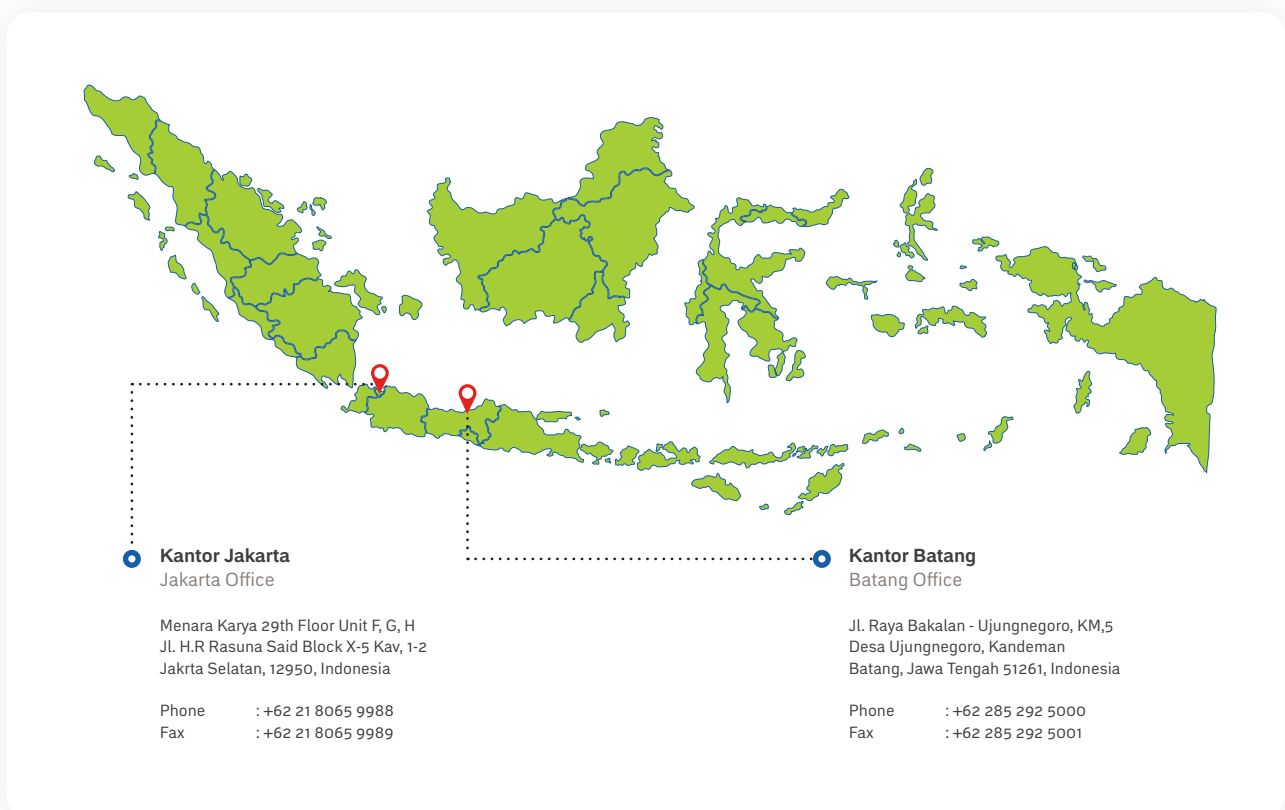 Kantor Jakarta
Jakarta Office
Menara Karya 29th Floor Unit F, G, H
Jl. H.R Rasuna Said Block X-5 Kav, 1-2
Jakrta Selatan, 12950, Indonesia
Phone : +62 21 8065 9988
Fax : +62 21 8065 9989
Kantor Batang
Batang Office
Jl. Raya Bakalan - Ujungnegoro, KM,5
Desa Ujungnegoro, Kandeman
Batang, Jawa Tengah 51261, Indonesia
Phone : +62 285 292 5000
Fax : +62 285 292 5001